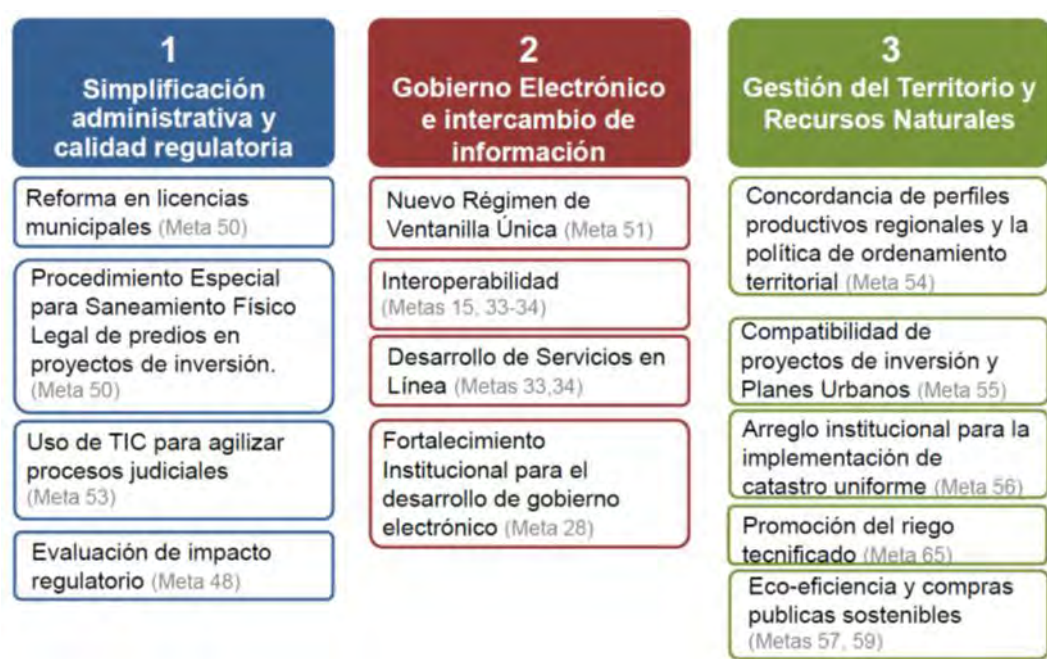 1
Simplificación
administrativa y
calidad regulatoria
Reforma en licencias
municipales (Meta 50)
Procedimiento Especial
para Saneamiento Físico
Legal de predios en
proyectos de inversión.
(Meta 50)
Uso de TIC para agilizar
procesos judiciales
(Meta 53)
Evaluación de impacto
regulatorio (Meta 48)
2
Gobierno Electrónico
e intercambio de
información
Nuevo Régimen de
Ventanilla Única (Meta 51)
Interoperabilidad
(Metas 15, 33-34)
Desarrollo de Servicios en
Línea (Metas 33,34)
Fortalecimiento
Institucional para el
desarrollo de gobierno
electrónico (Meta 28)
3
Gestión del Territorio y
Recursos Naturales
Concordancia de perfiles
productivos regionales y la
política de ordenamiento
territorial (Meta 54)
Compatibilidad de
proyectos de inversión y
Planes Urbanos (Meta 55)
Arreglo institucional para la
implementación de
catastro uniforme (Meta 56)
Promoción del riego
tecnificado (Meta 65)
Eco-eficiencia y compras
publicas sostenibles
(Metas 57, 59)